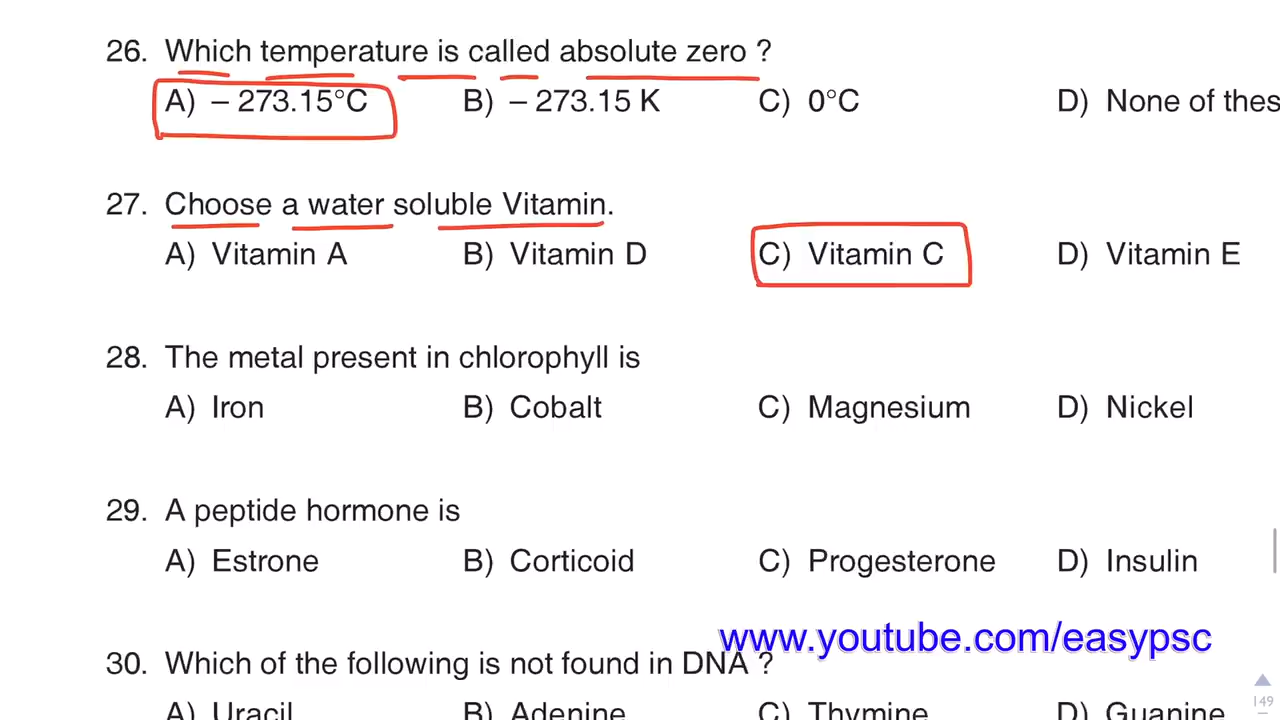 26. Which temperature is called absolute zero ?
A) – 273.15°C B) – 273.15 K C) 0°C D) None of thes
27. Choose a water soluble Vitamin.
A) Vitamin A B) Vitamin D C) Vitamin C D) Vitamin E
28. The metal present in chlorophyll is
A) Iron B) Cobalt C) Magnesium D) Nickel
29. A peptide hormone is
A) Estrone B) Corticoid C) Progesterone D) Insulin
www.youtube.com/easypsc
30. Which of the following is not found in DNA ?
A) Uracil B) Adenine C) Thymine D) Guanine
149